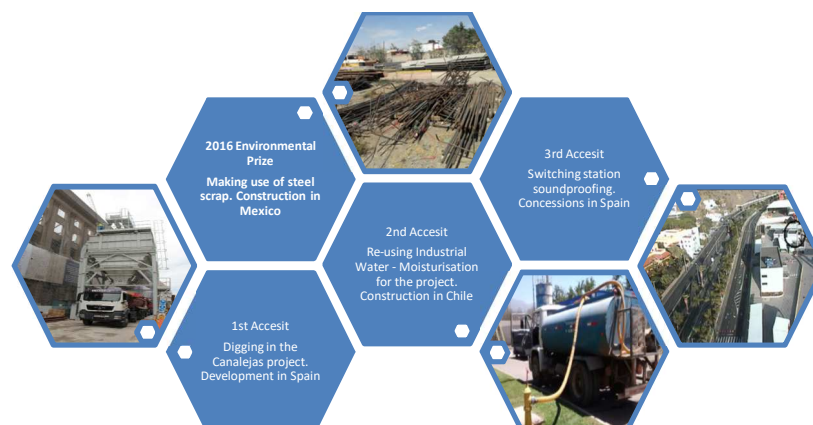 2016 Environmental
Prize
Making use of steel
scrap. Construction in
Mexico
3rd Accesit
Switching station
soundproofing.
Concessions in Spain
2nd Accesit
Re-using Industrial
Water - Moisturisation
for the project.
Construction in Chile
1st Accesit
Digging in the
Canalejas project.
Development in Spain